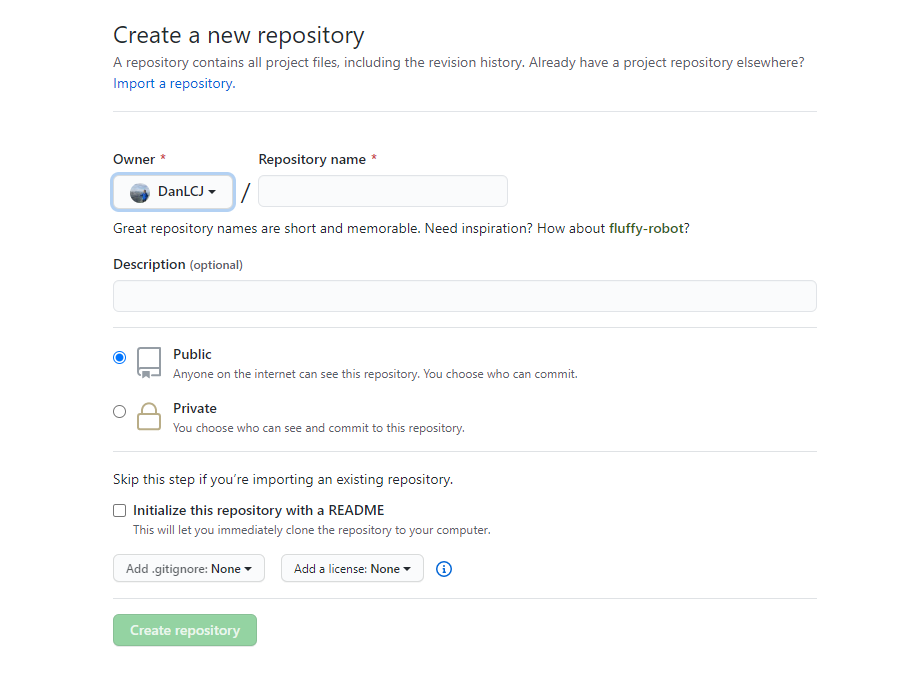 Create a new repository
A repository contains all project files, including the revision history. Already have a project repository elsewhere?
Import a repository.
Owner * Repository name *
DanLCJ /
Great repository names are short and memorable. Need inspiration? How about fluffy-robot?
Description (optional)
Public
Anyone on the internet can see this repository. You choose who can commit.
Private
You choose who can see and commit to this repository.
Skip this step if you’re importing an existing repository.
Initialize this repository with a README
This will let you immediately clone the repository to your computer.
Add .gitignore: None Add a license: None
Create repository